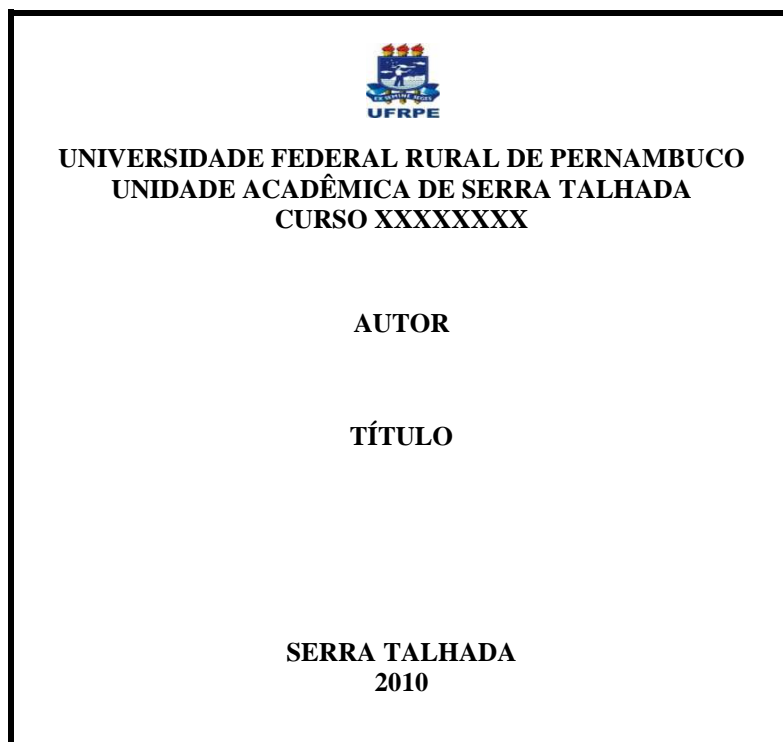 UFRPE
UNIVERSIDADE FEDERAL RURAL DE PERNAMBUCO
UNIDADE ACADÊMICA DE SERRA TALHADA
CURSO XXXXXXXX
AUTOR
TÍTULO
SERRA TALHADA
2010